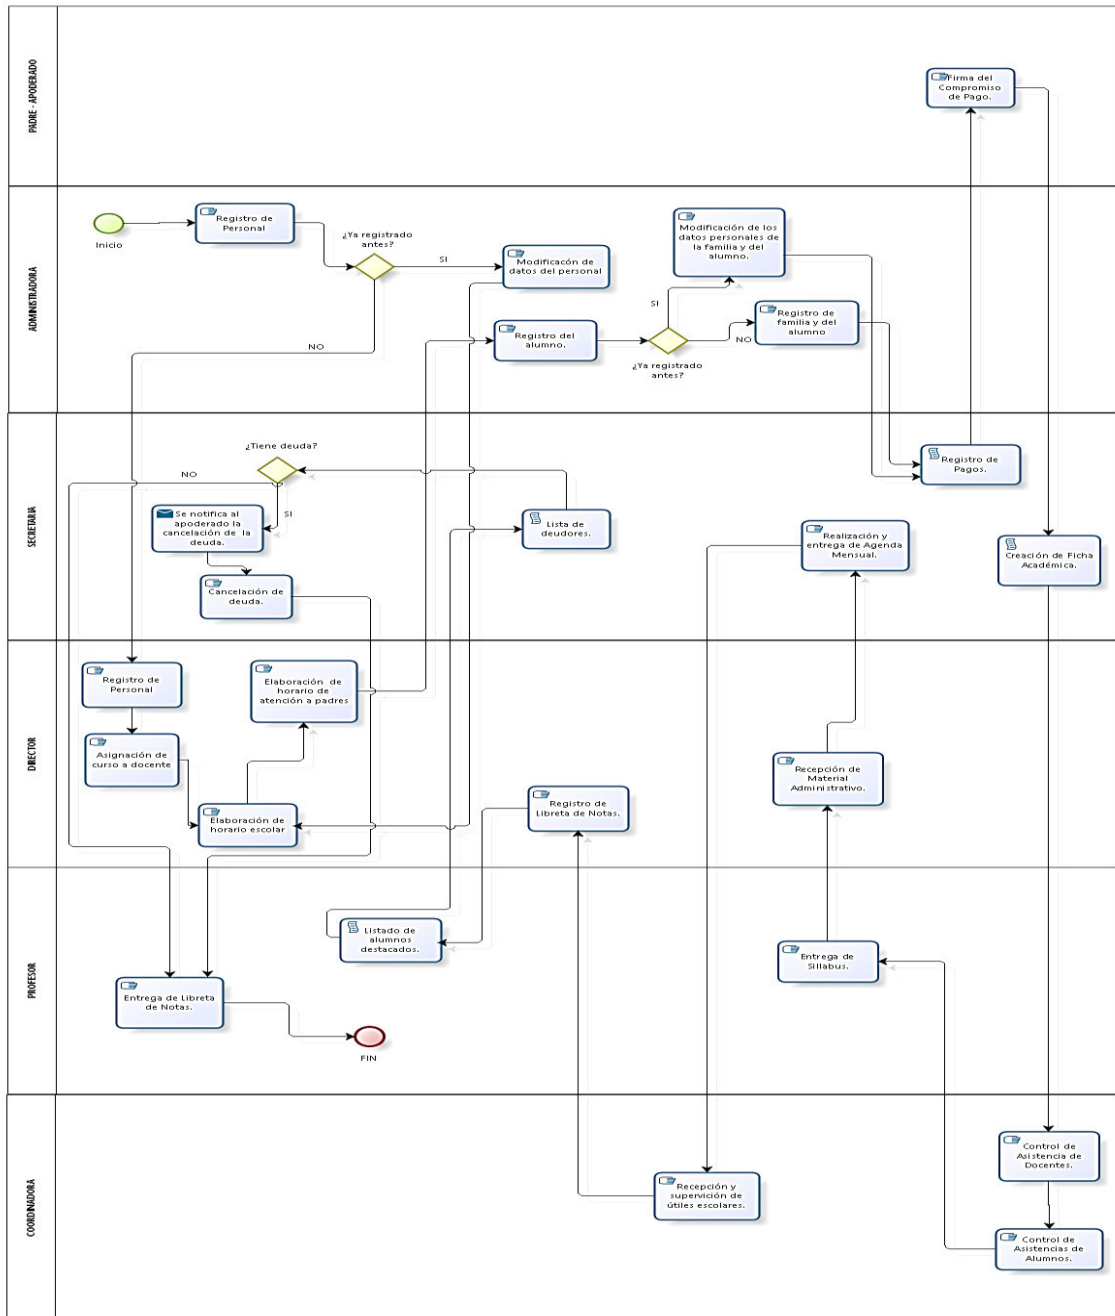 PADRE - APODERADO
Firma del
Compromiso
de Pago.
ADMINISTRADORA
Inicio
Registro de
Personal
¿Ya registrado
antes?
SI
NO
Modificacón de
datos del personal
Registro del
alumno.
¿Ya registrado
antes?
SI
NO
Modificación de los
datos personales de
la familia y del
alumno.
Registro de
familia y del
alumno
SECRETARIA
¿Tiene deuda?
NO
SI
Se notifica al
apoderado la
cancelación de la
deuda.
Cancelación de
deuda.
Lista de
deudores.
Realización y
entrega de Agenda
Mensual.
Registro de
Pagos.
Creación de Ficha
Académica.
DIRECTOR
Registro de
Personal
Asignación de
curso a docente
Elaboración de
horario de
atención a padres
Elaboración de
horario escolar
Registro de
Libreta de Notas.
Recepción de
Material
Administrativo.
PROFESOR
Entrega de Libreta
de Notas.
FIN
Listado de
alumnos
destacados.
Entrega de
Sillabus.
COORDINADORA
Recepción y
supervición de
útiles escolares.
Control de
Asistencia de
Docentes.
Control de
Asistencias de
Alumnos.